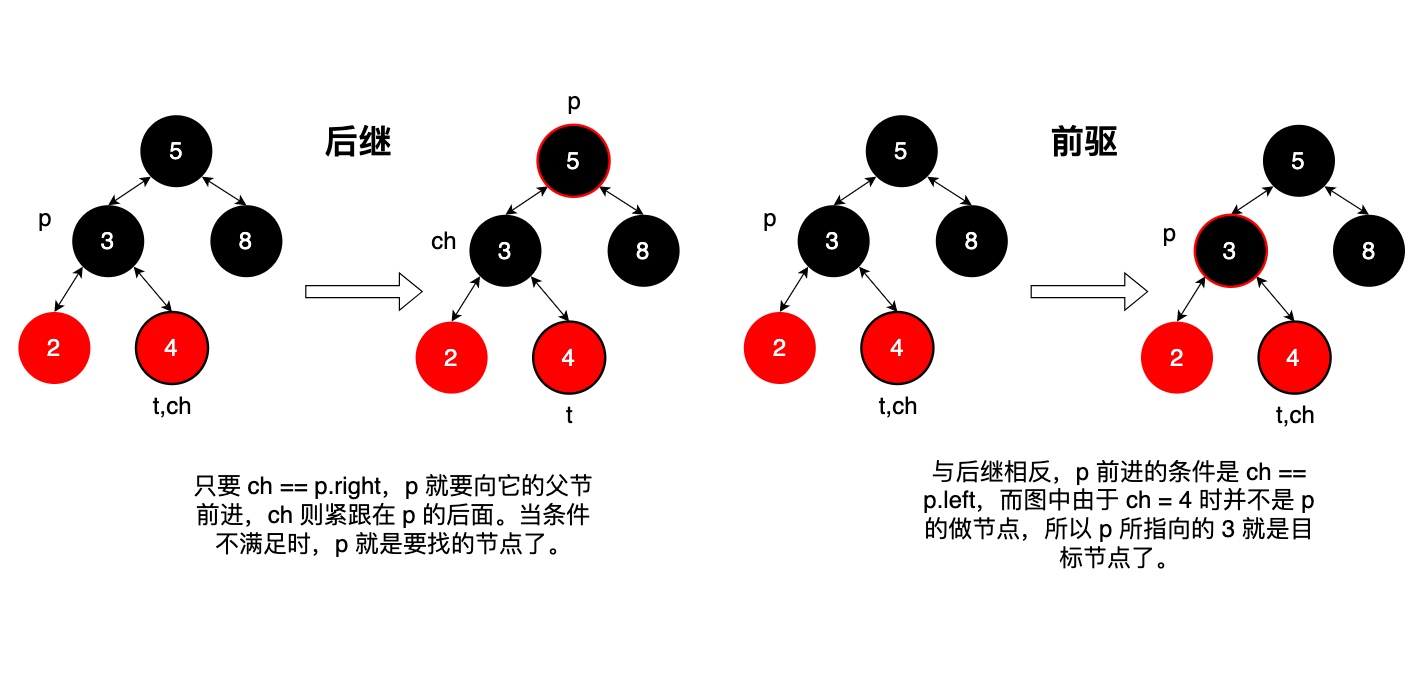 后继
p
5
3
8
2
4
t,ch
p
5
ch
3
8
2
4
t
只要 ch == p.right，p 就要向它的父节
前进，ch 则紧跟在 p 的后面。当条件
不满足时，p 就是要找的节点了。
前驱
5
p
3
8
2
4
t,ch
5
p
3
8
2
4
t,ch
与后继相反，p 前进的条件是 ch ==
p.left，而图中由于 ch = 4 时并不是 p
的做节点，所以 p 所指向的 3 就是目
标节点了。